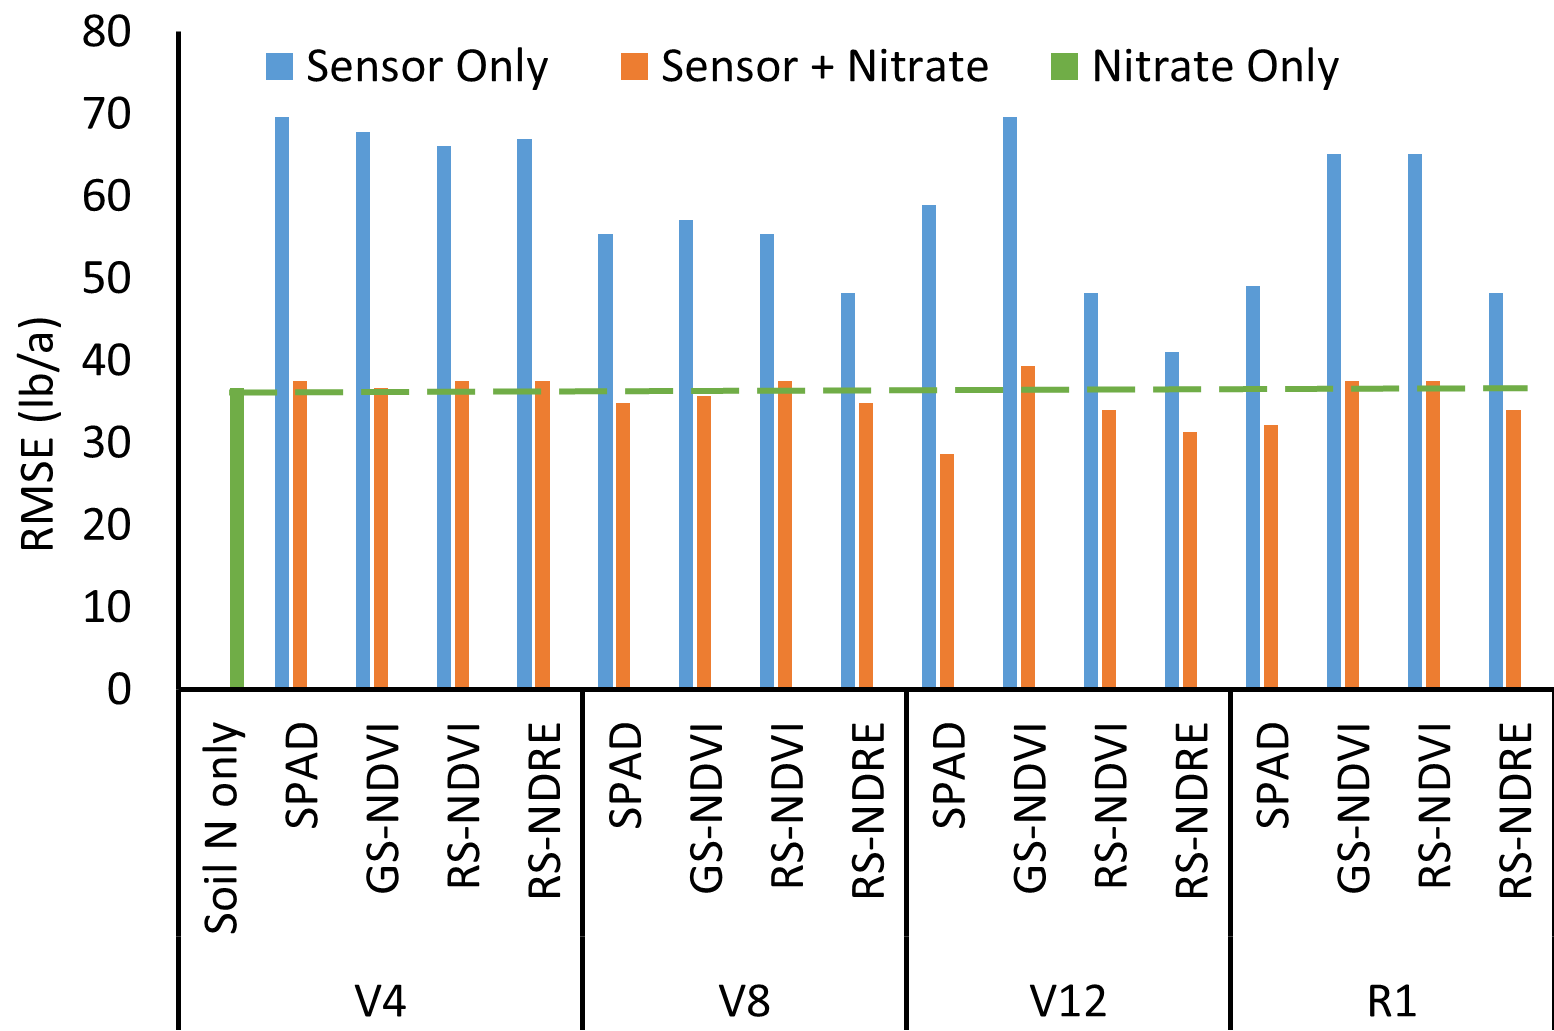 80
70
60
50
40
30
20
10
0
RMSE (lb/a)
Sensor Only
Sensor + Nitrate
Nitrate Only
Soil N only
SPAD
GS-NDVI
RS-NDVI
RS-NDRE
SPAD
GS-NDVI
RS-NDVI
RS-NDRE
SPAD
GS-NDVI
RS-NDVI
RS-NDRE
SPAD
GS-NDVI
RS-NDVI
RS-NDRE
V4
V8
V12
R1